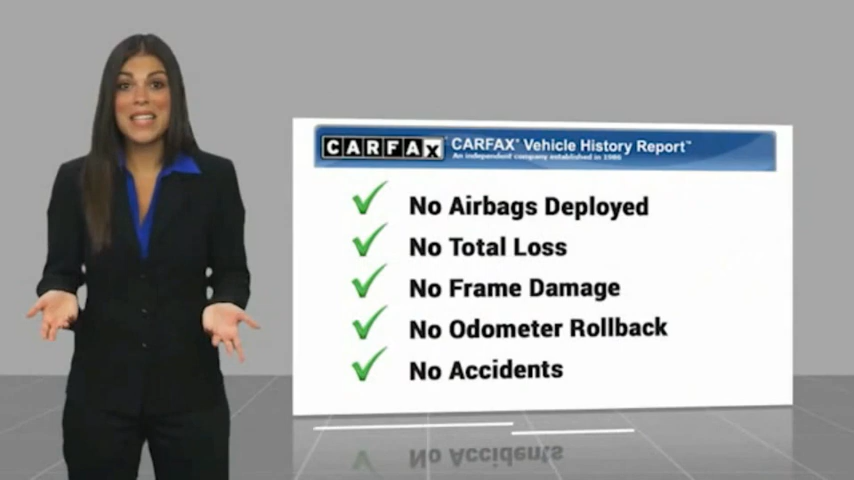 CARFAX CARFAX® Vehicle History Report™
An independent company established in 1986
No Airbags Deployed
No Total Loss
No Frame Damage
No Odometer Rollback
No Accidents
No Accidents